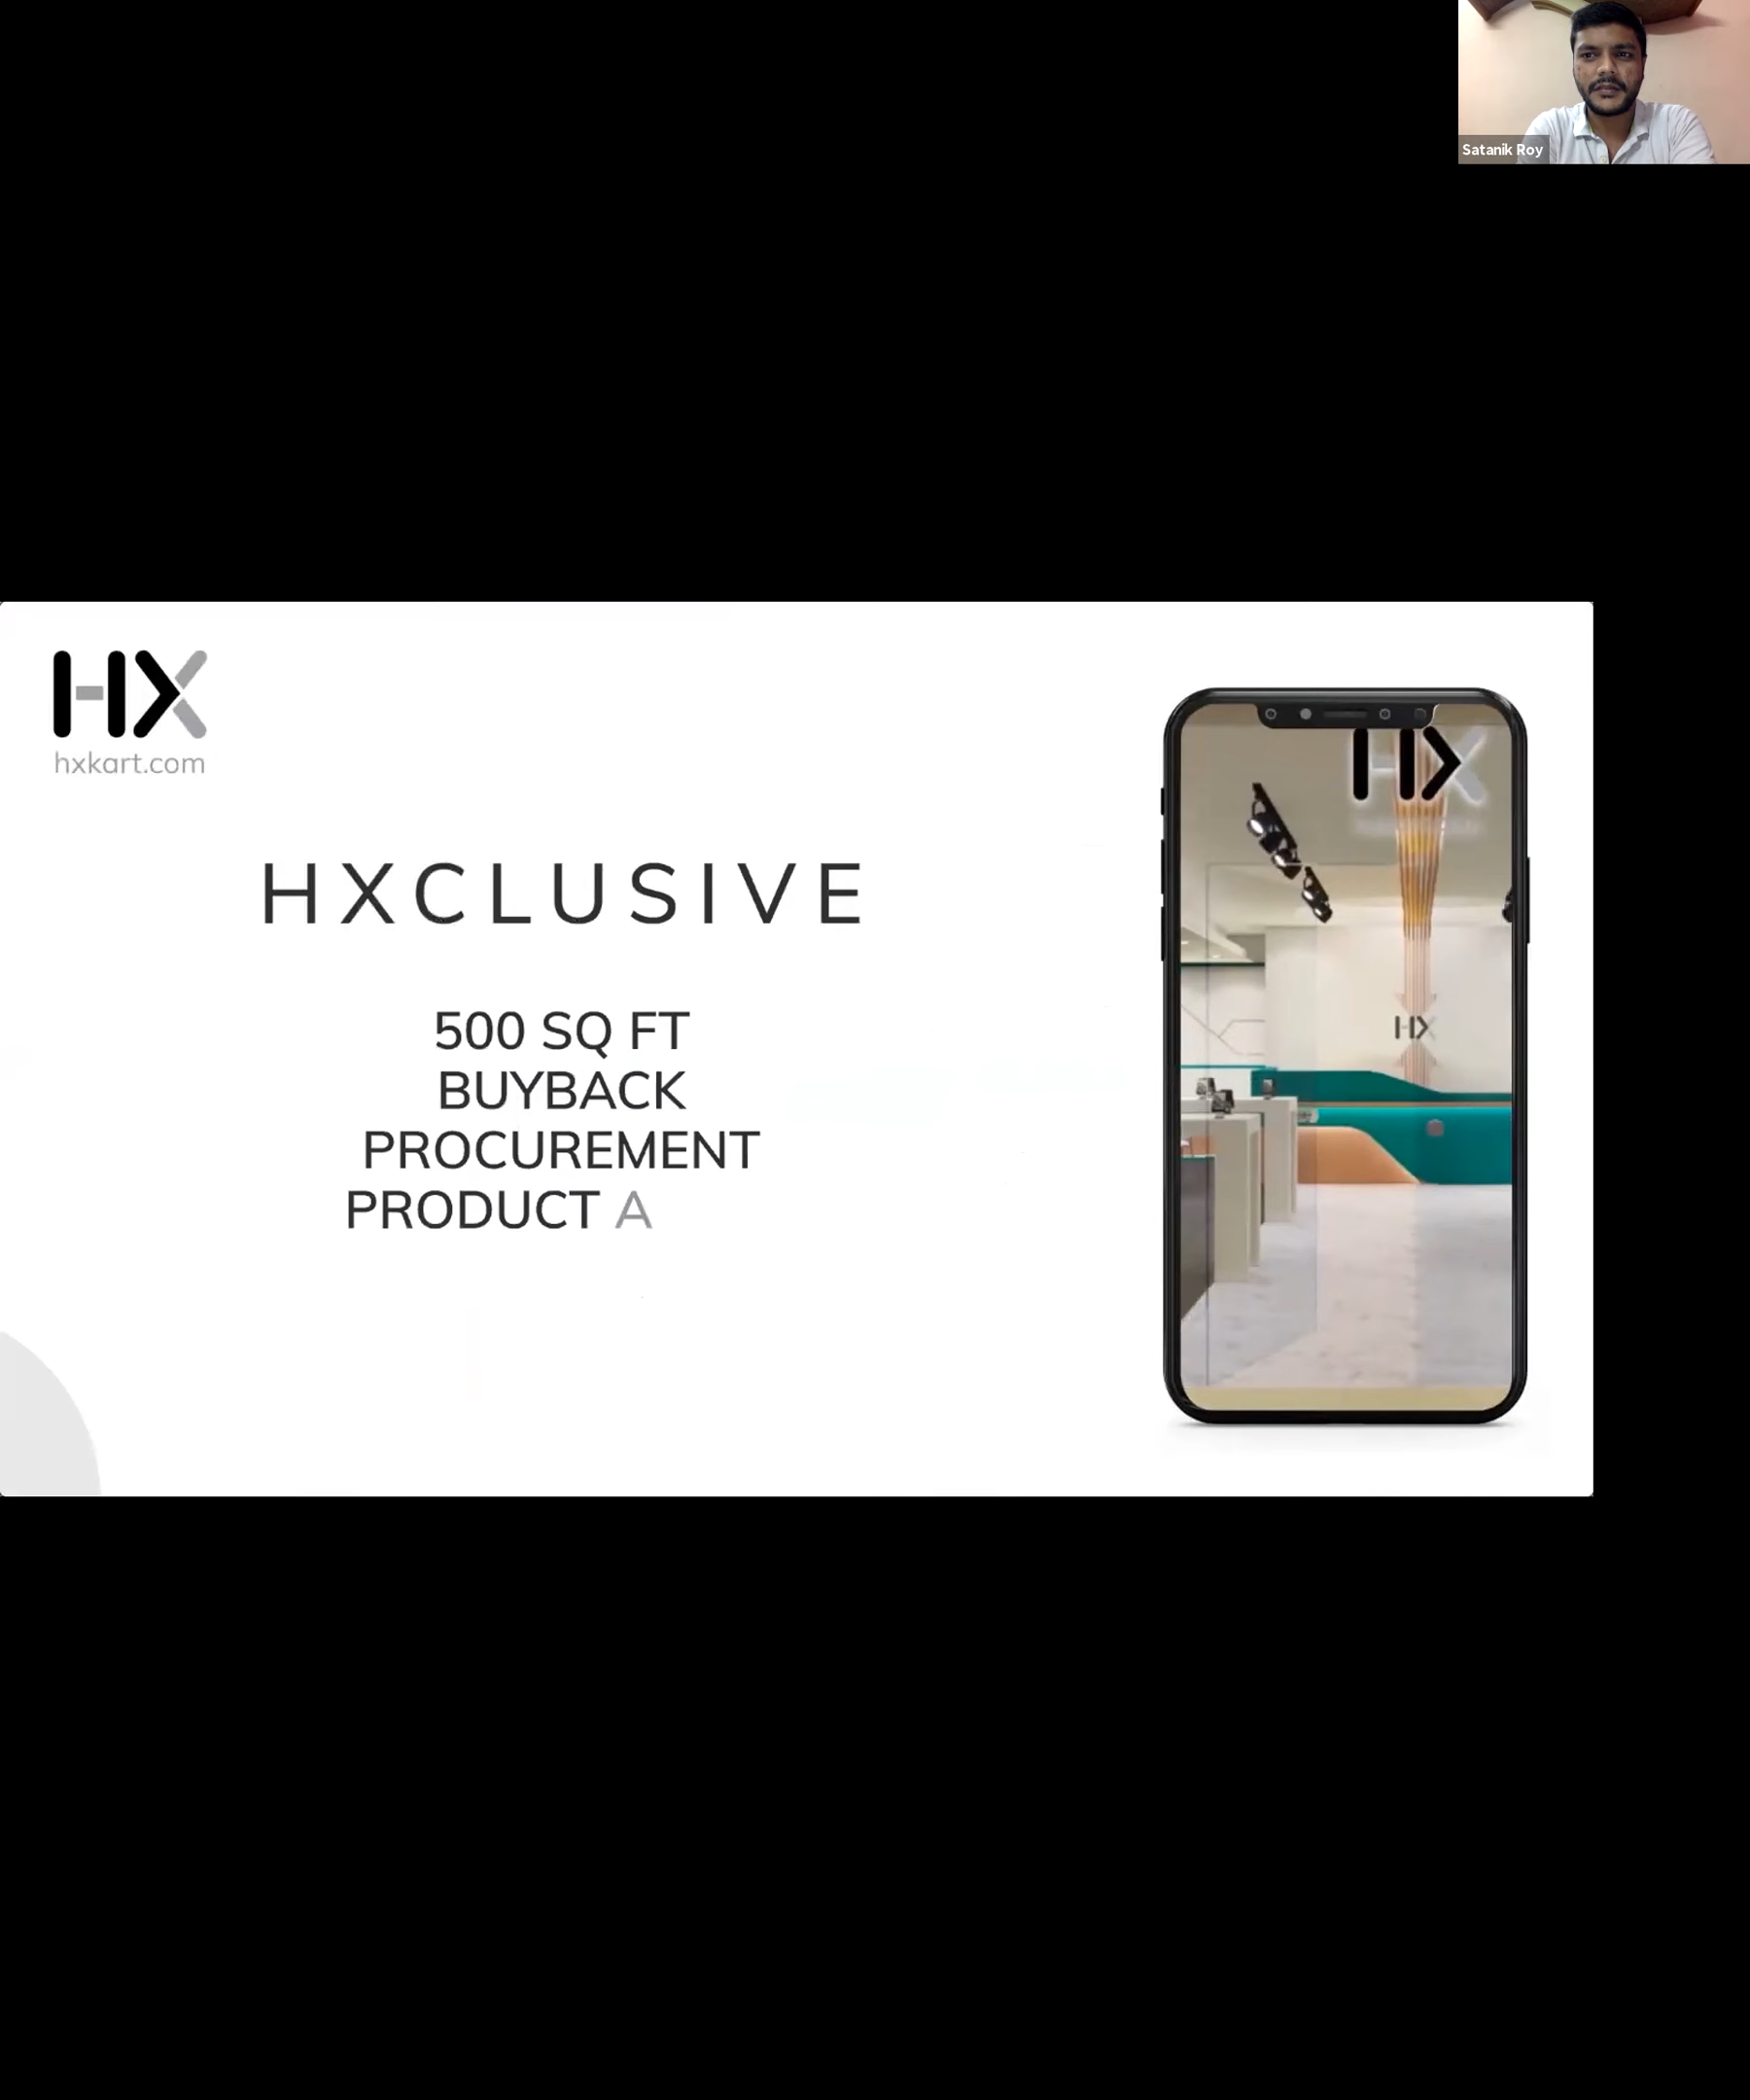 Satanik Roy
HX
hxkart.com
HXCLUSIVE
500 SQ FT
BUYBACK
PROCUREMENT
PRODUCT A
HX
HX